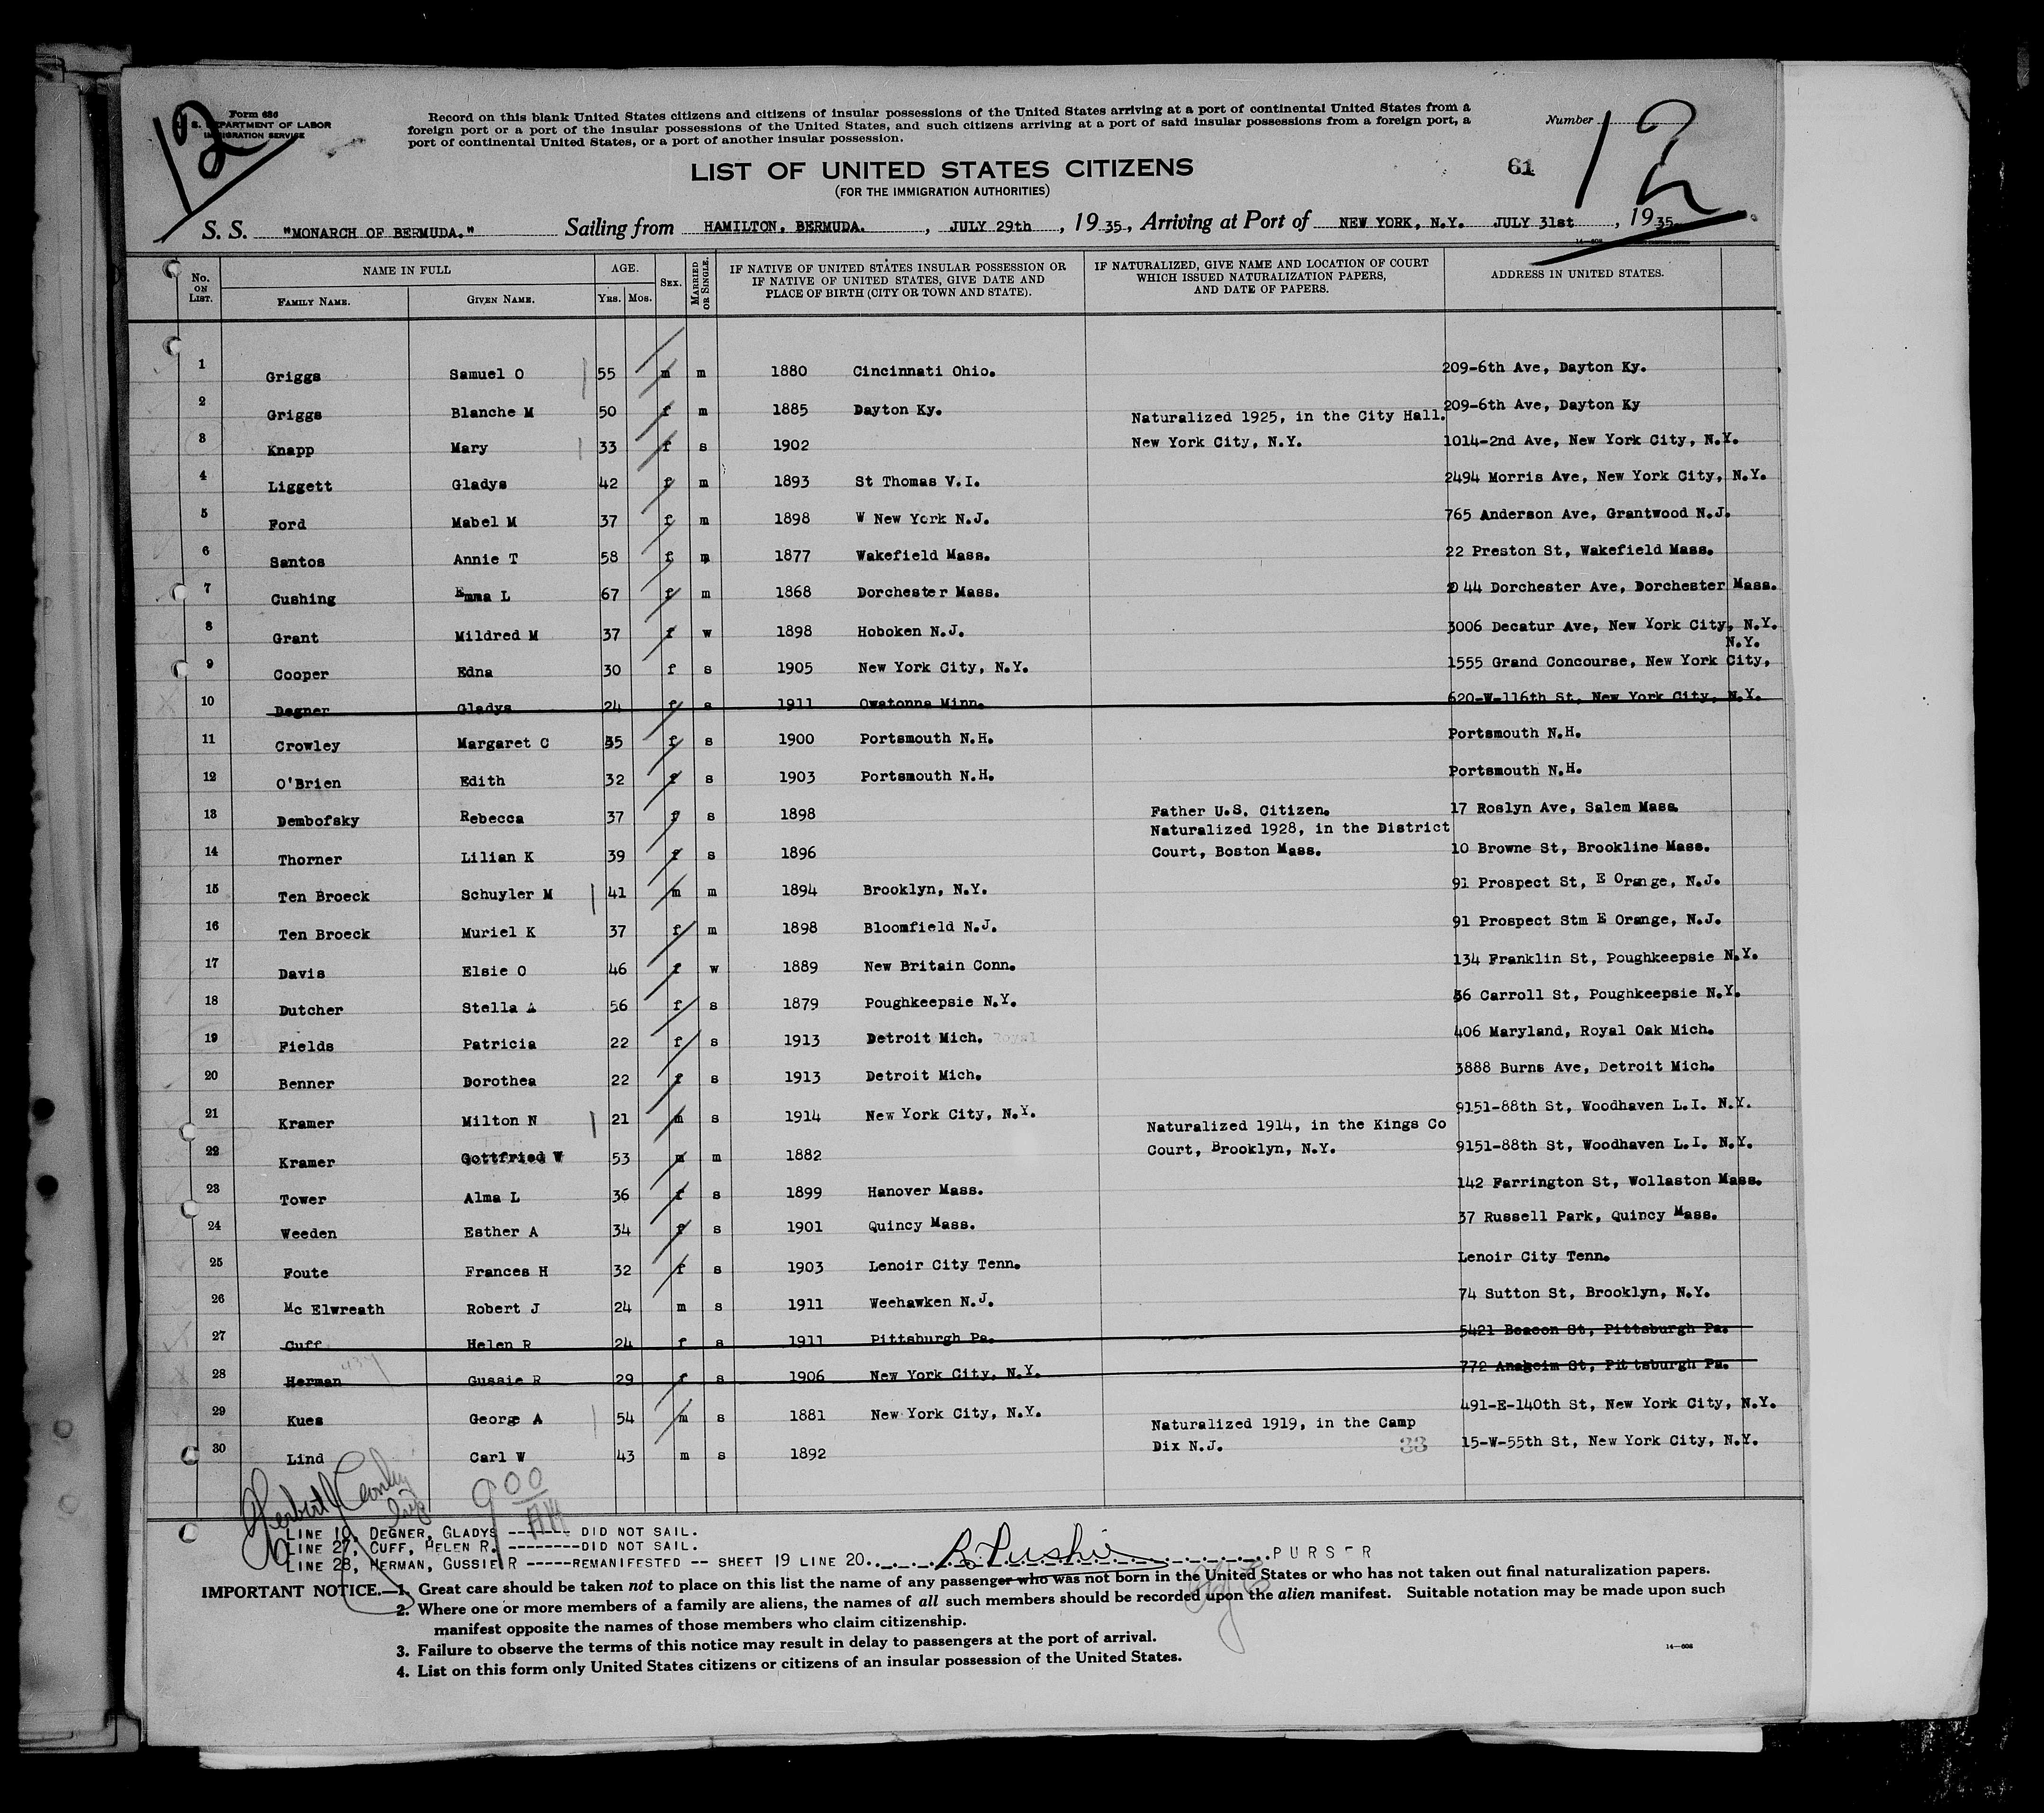 Form 686
U. S. DEPARTMENT OF LABOR
IMMIGRATION SERVICE
12
Record on this blank United States citizens and citizens of insular possessions of the United States arriving at a port of continental United States from a
foreign port or a port of the insular possessions of the United States, and such citizens arriving at a port of said insular possessions from a foreign port, a
port of continental United States, or a port of another insular possession.
Number 12
LIST OF UNITED STATES CITIZENS
61
(FOR THE IMMIGRATION AUTHORITIES)
S. S. "MONARCH OF BERMUDA." Sailing from HAMILTON, BERMUDA. , JULY 29th , 19 35, Arriving at Port of NEW YORK, N.Y. JULY 31st , 19 35
No. ON LIST. NAME IN FULL FAMILY NAME. GIVEN NAME. AGE. YRS. MOS. SEX. MARRIED OR SINGLE. IF NATIVE OF UNITED STATES INSULAR POSSESSION OR IF NATIVE OF UNITED STATES, GIVE DATE AND PLACE OF BIRTH (CITY OR TOWN AND STATE). IF NATURALIZED, GIVE NAME AND LOCATION OF COURT WHICH ISSUED NATURALIZATION PAPERS, AND DATE OF PAPERS. ADDRESS IN UNITED STATES.
1 Griggs Samuel O 55 m m 1880 Cincinnati Ohio. 209-6th Ave, Dayton Ky.
2 Griggs Blanche M 50 f m 1885 Dayton Ky. 209-6th Ave, Dayton Ky
Naturalized 1925, in the City Hall.
3 Knapp Mary 33 f s 1902 New York City, N.Y. 1014-2nd Ave, New York City, N.Y.
4 Liggett Gladys 42 f m 1893 St Thomas V.I. 2494 Morris Ave, New York City, N.Y.
5 Ford Mabel M 37 f m 1898 W New York N.J. 765 Anderson Ave, Grantwood N.J.
6 Santos Annie T 58 f m 1877 Wakefield Mass. 22 Preston St, Wakefield Mass.
7 Cushing Emma L 67 f m 1868 Dorchester Mass. 2044 Dorchester Ave, Dorchester Mass.
8 Grant Mildred M 37 f w 1898 Hoboken N.J. 3006 Decatur Ave, New York City, N.Y.
N.Y.
9 Cooper Edna 30 f s 1905 New York City, N.Y. 1555 Grand Concourse, New York City,
10 Degner Gladys 24 f s 1911 Owatonna Minn. 620-W-116th St, New York City, N.Y.
11 Crowley Margaret C 35 f s 1900 Portsmouth N.H. Portsmouth N.H.
12 O'Brien Edith 32 f s 1903 Portsmouth N.H. Portsmouth N.H.
13 Dembofsky Rebecca 37 f s 1898 Father U.S. Citizen. 17 Roslyn Ave, Salem Mass
Naturalized 1928, in the District
14 Thorner Lilian K 39 f s 1896 Court, Boston Mass. 10 Browne St, Brookline Mass.
15 Ten Broeck Schuyler M 41 m m 1894 Brooklyn, N.Y. 91 Prospect St, E Orange, N.J.
16 Ten Broeck Muriel K 37 f m 1898 Bloomfield N.J. 91 Prospect Stm E Orange, N.J.
17 Davis Elsie O 46 f w 1889 New Britain Conn. 134 Franklin St, Poughkeepsie N.Y.
18 Dutcher Stella A 56 f s 1879 Poughkeepsie N.Y. 36 Carroll St, Poughkeepsie N.Y.
19 Fields Patricia 22 f s 1913 Detroit Mich. Royal 406 Maryland, Royal Oak Mich.
20 Benner Dorothea 22 f s 1913 Detroit Mich. 3888 Burns Ave, Detroit Mich.
21 Kramer Milton N 21 m s 1914 New York City, N.Y. 9151-88th St, Woodhaven L.I. N.Y.
Naturalized 1914, in the Kings Co
22 Kramer Gottfried W 53 m m 1882 Court, Brooklyn, N.Y. 9151-88th St, Woodhaven L.I. N.Y.
23 Tower Alma L 36 f s 1899 Hanover Mass. 142 Farrington St, Wollaston Mass.
24 Weeden Esther A 34 f s 1901 Quincy Mass. 37 Russell Park, Quincy Mass.
25 Foute Frances H 32 f s 1903 Lenoir City Tenn. Lenoir City Tenn.
26 Mc Elwreath Robert J 24 m s 1911 Weehawken N.J. 74 Sutton St, Brooklyn, N.Y.
27 Cuff Helen R 24 f s 1911 Pittsburgh Pa. 5421 Beacon St, Pittsburgh Pa.
28 Herman Gussie R 29 f s 1906 New York City, N.Y. 772 Anaheim St, Pittsburgh Pa.
29 Kues George A 54 m s 1881 New York City, N.Y. 491-E-140th St, New York City, N.Y.
Naturalized 1919, in the Camp
30 Lind Carl W 43 m s 1892 Dix N.J. 33 15-W-55th St, New York City, N.Y.
900
AM
LINE 10, DEGNER, GLADYS ------- DID NOT SAIL.
LINE 27, CUFF, HELEN R. --------DID NOT SAIL.
LINE 28, HERMAN, GUSSIE R -----REMANIFESTED -- SHEET 19 LINE 20. PURSER
IMPORTANT NOTICE.—1. Great care should be taken not to place on this list the name of any passenger who was not born in the United States or who has not taken out final naturalization papers.
2. Where one or more members of a family are aliens, the names of all such members should be recorded upon the alien manifest. Suitable notation may be made upon such
manifest opposite the names of those members who claim citizenship.
3. Failure to observe the terms of this notice may result in delay to passengers at the port of arrival.
14—608
4. List on this form only United States citizens or citizens of an insular possession of the United States.